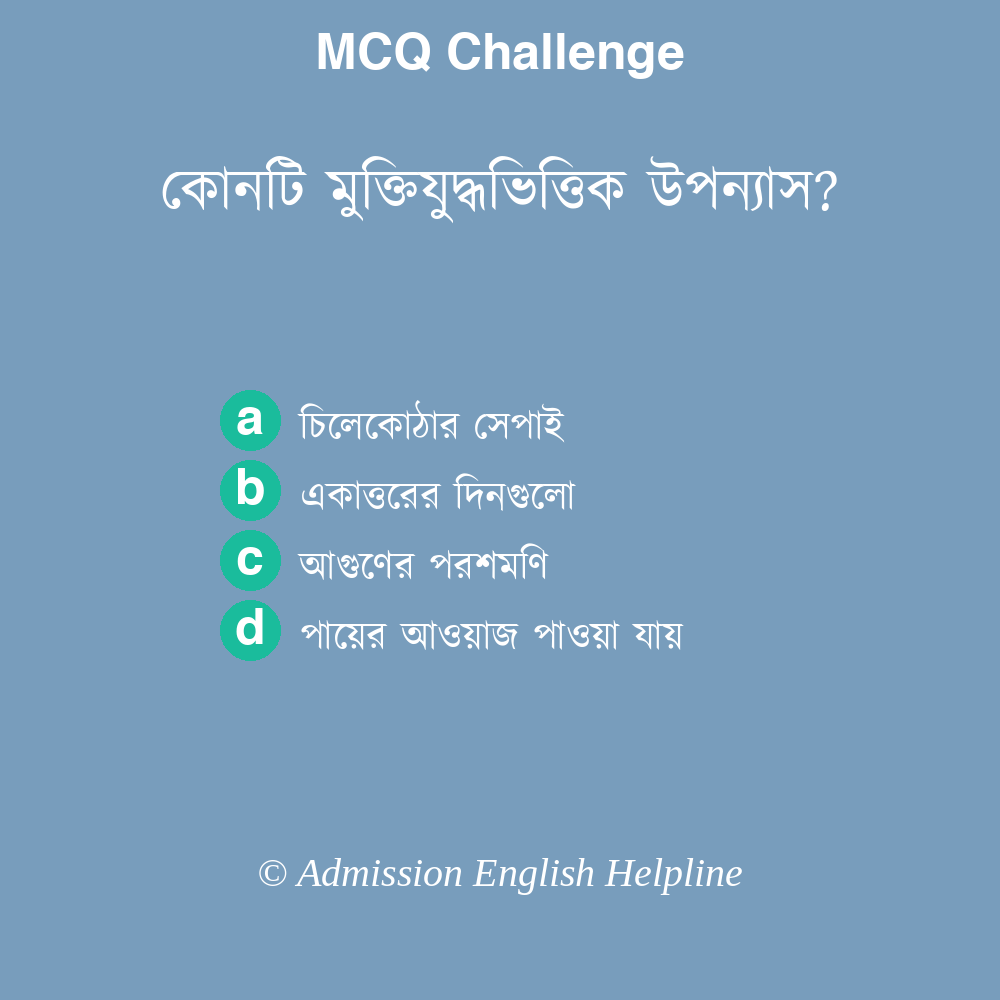 MCQ Challenge
কোনটি মুক্তিযুদ্ধভিত্তিক উপন্যাস?
a চিলেকোঠার সেপাই
b একাত্তরের দিনগুলো
c আগুণের পরশমণি
d পায়ের আওয়াজ পাওয়া যায়
© Admission English Helpline